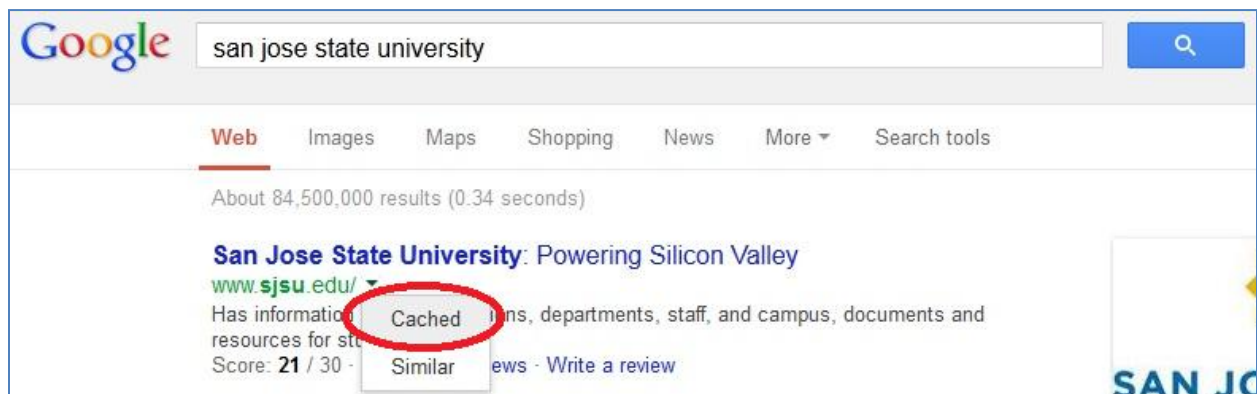 Google san jose state university
Web Images Maps Shopping News More Search tools
About 84,500,000 results (0.34 seconds)
San Jose State University: Powering Silicon Valley
www.sjsu.edu/
Has information Cached ns, departments, staff, and campus, documents and
resources for st
Score: 21 / 30 · Similar ews · Write a review
SAN JO